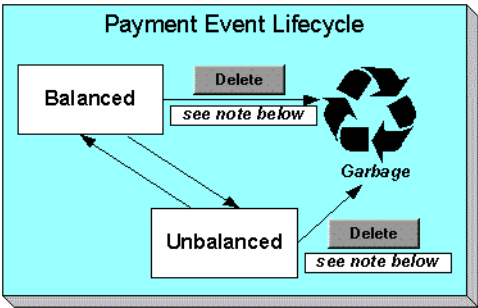 Payment Event Lifecycle
Delete
Balanced
see note below
Garbage
Unbalanced
Delete
see note below